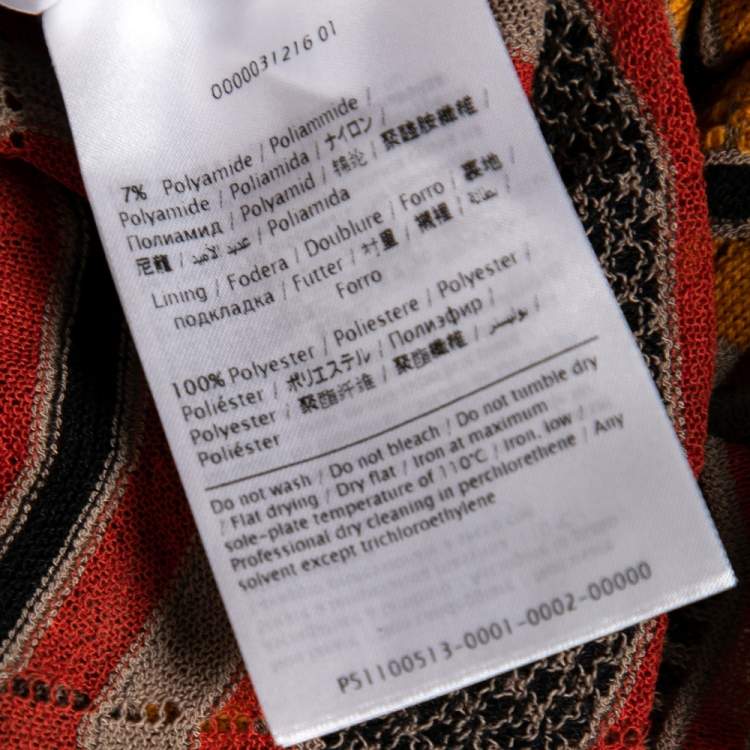 0000031216 01
7% Polyamide / Poliammide /
Polyamide / Poliamida / ナイロン /
Полиамид / Polyamid / 锦纶 / 聚醯胺纖維 /
尼龍 / / Poliamida
Lining / Fodera / Doublure / Forro / 裏地 /
подкладка / Futter / 衬里 / 襯裡 / بطانة /
Forro
100% Polyester / Poliestere / Polyester /
Poliéster / ポリエステル / Полиэфир /
Polyester / 聚酯纤维 / 聚酯纖維 / بوليستر /
Poliéster
Do not wash / Do not bleach / Do not tumble dry
/ Flat drying / Dry flat / Iron at maximum
sole-plate temperature of 110°C / Iron, low /
Professional dry cleaning in perchlorethene / Any
solvent except trichloroethylene
P51100513-0001-0002-00000